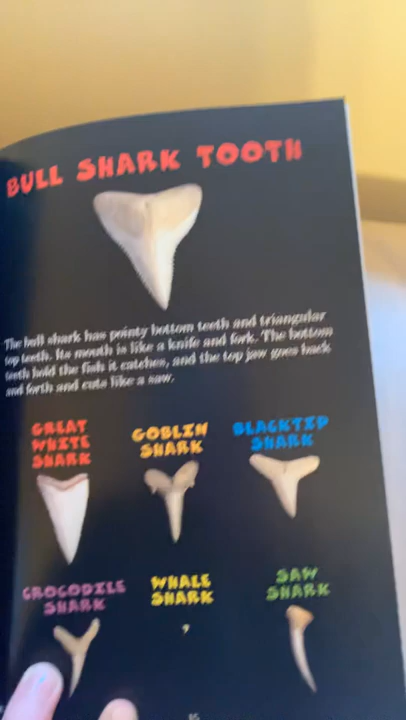 BULL SHARK TOOTH
The bull shark has pointy bottom teeth and triangular
top teeth. Its mouth is like a knife and fork. The bottom
teeth hold the fish it catches, and the top jaw goes back
and forth and cuts like a saw.
GREAT
WHITE
SHARK
GOBLIN
SHARK
BLACKTIP
SHARK
CROCODILE
SHARK
WHALE
SHARK
SAW
SHARK